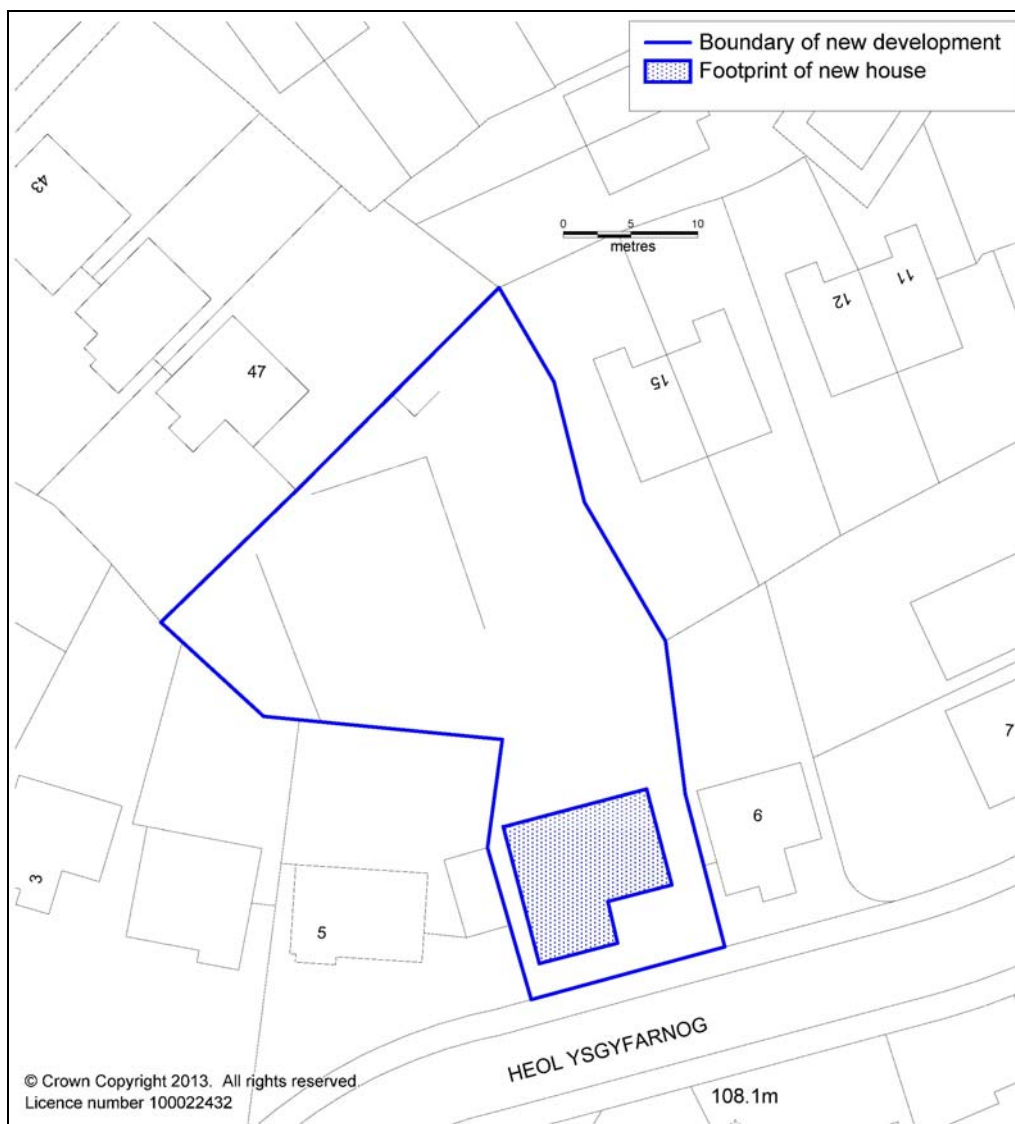 Boundary of new development
Footprint of new house
43
0 5 10
metres
47
11
12
15
7
6
3
5
HEOL YSGYFARNOG
© Crown Copyright 2013. All rights reserved.
Licence number 100022432
108.1m